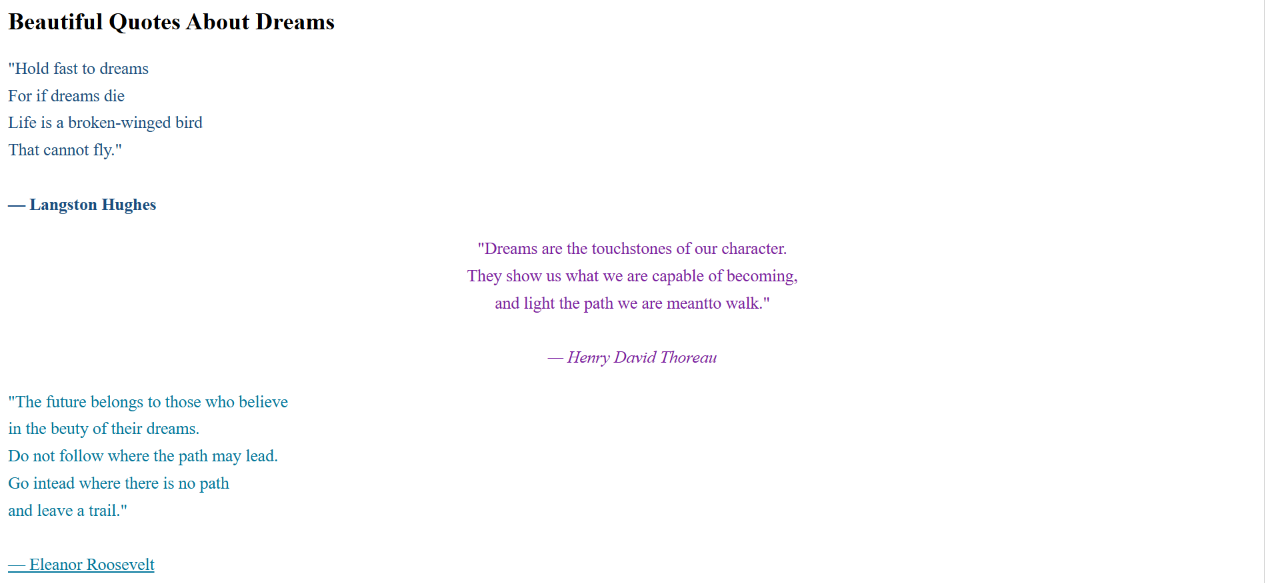 Beautiful Quotes About Dreams
"Hold fast to dreams
For if dreams die
Life is a broken-winged bird
That cannot fly."
— Langston Hughes
"Dreams are the touchstones of our character.
They show us what we are capable of becoming,
and light the path we are meantto walk."
— Henry David Thoreau
"The future belongs to those who believe
in the beuty of their dreams.
Do not follow where the path may lead.
Go intead where there is no path
and leave a trail."
— Eleanor Roosevelt